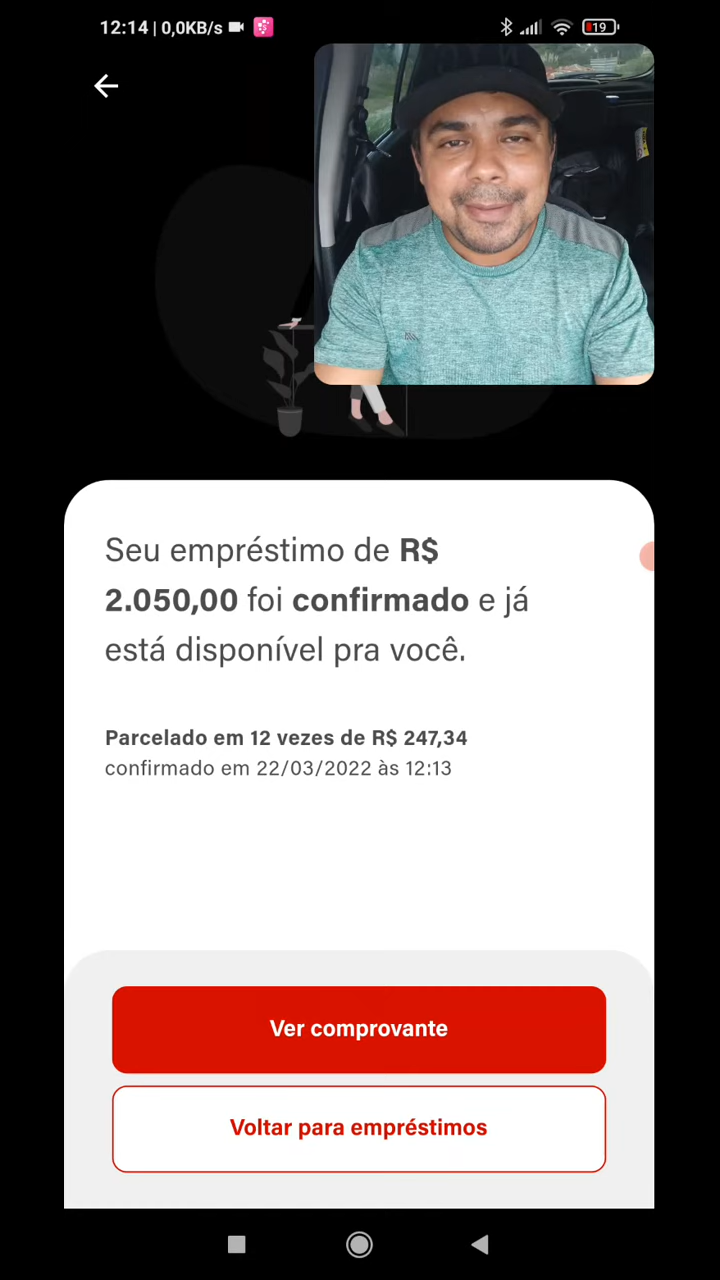 12:14 | 0,0KB/s 19
Seu empréstimo de R$
2.050,00 foi confirmado e já
está disponível pra você.
Parcelado em 12 vezes de R$ 247,34
confirmado em 22/03/2022 às 12:13
Ver comprovante
Voltar para empréstimos